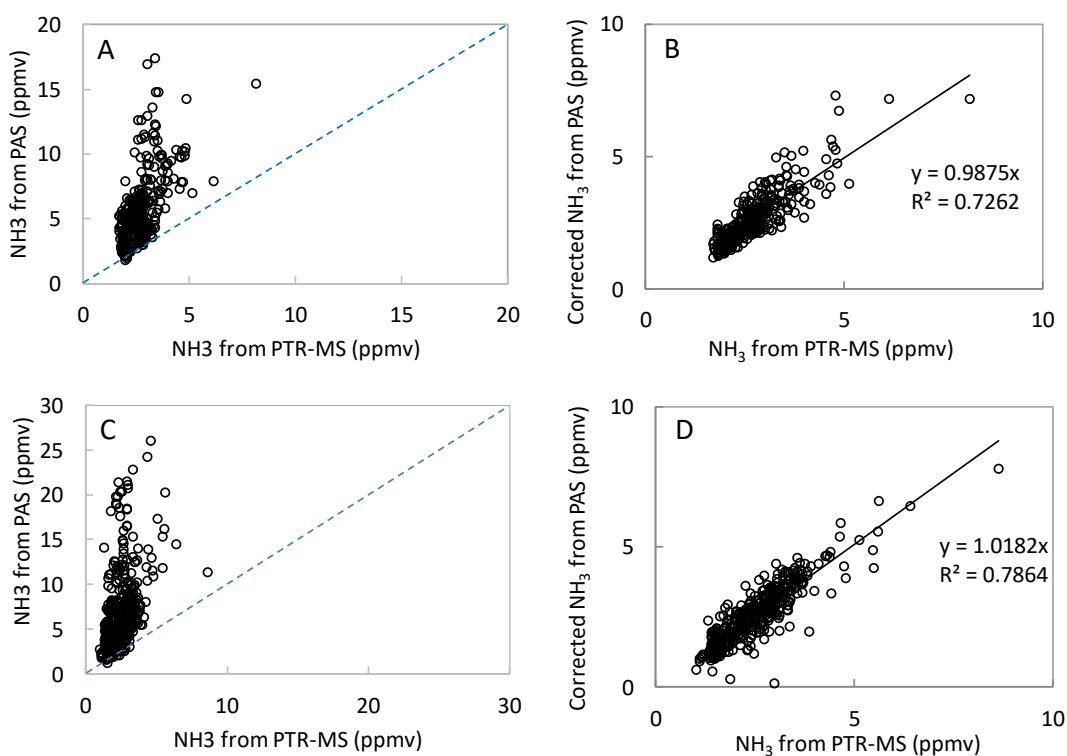 A
NH3 from PAS (ppmv)
20
15
10
5
0
0 5 10 15 20
NH3 from PTR-MS (ppmv)
B
Corrected NH₃ from PAS (ppmv)
10
5
0
y = 0.9875x
R² = 0.7262
0 5 10
NH₃ from PTR-MS (ppmv)
C
NH3 from PAS (ppmv)
30
25
20
15
10
5
0
0 10 20 30
NH3 from PTR-MS (ppmv)
D
Corrected NH₃ from PAS (ppmv)
10
5
0
y = 1.0182x
R² = 0.7864
0 5 10
NH₃ from PTR-MS (ppmv)